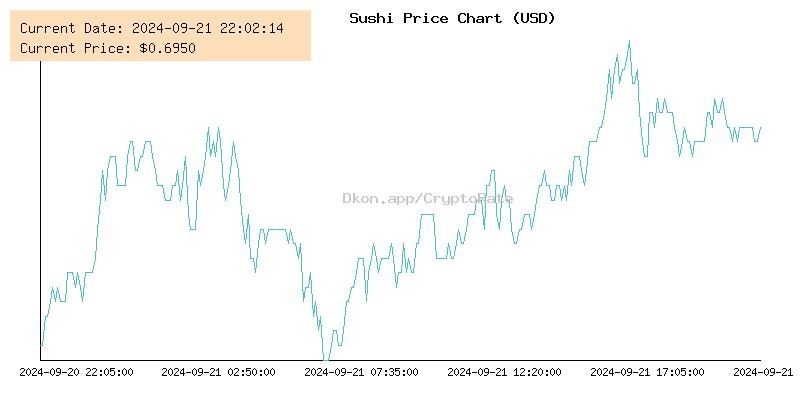 Sushi Price Chart (USD)
Current Date: 2024-09-21 22:02:14
Current Price: $0.6950
Dkon.app/CryptoRate
2024-09-20 22:05:00 2024-09-21 02:50:00 2024-09-21 07:35:00 2024-09-21 12:20:00 2024-09-21 17:05:00 2024-09-21